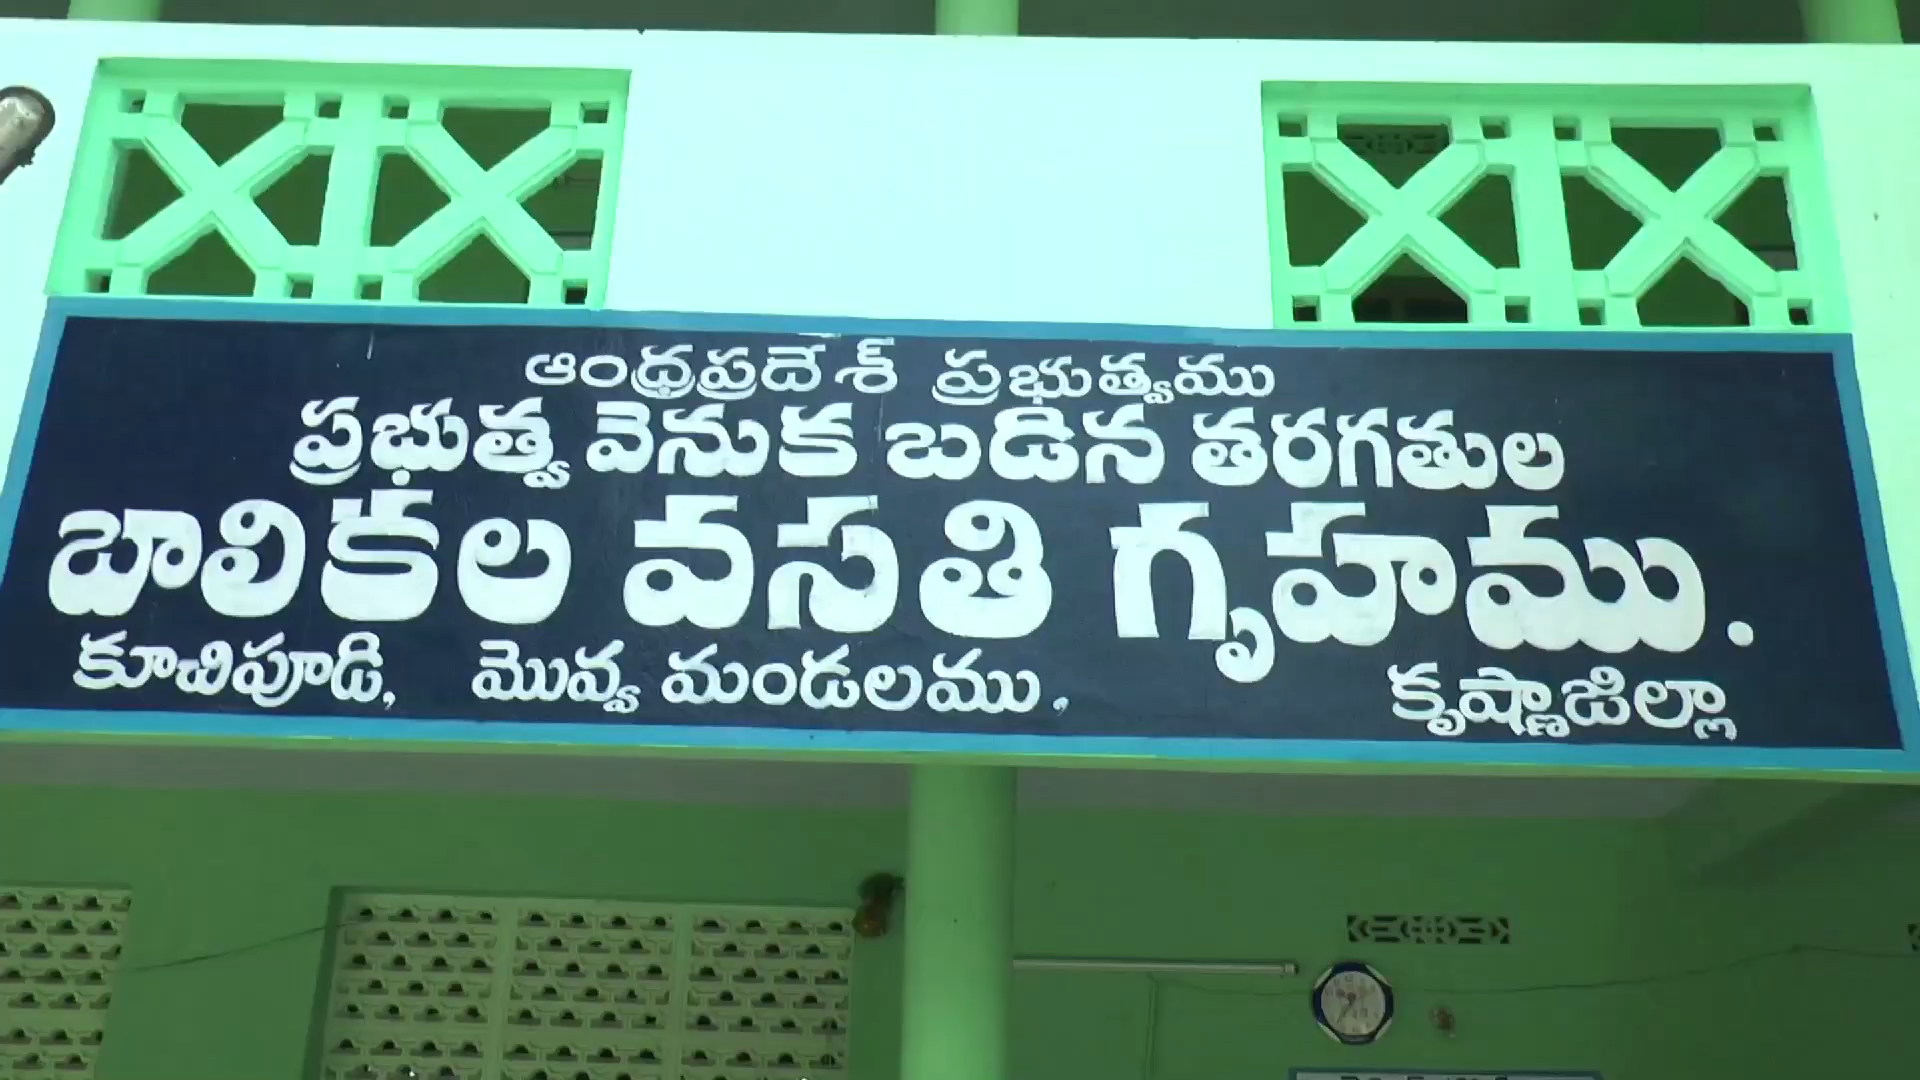 ఆంధ్రప్రదేశ్ ప్రభుత్వము
ప్రభుత్వ వెనుక బడిన తరగతుల
బాలికల వసతి గృహము.
కూచిపూడి, మొవ్వ మండలము, కృష్ణాజిల్లా